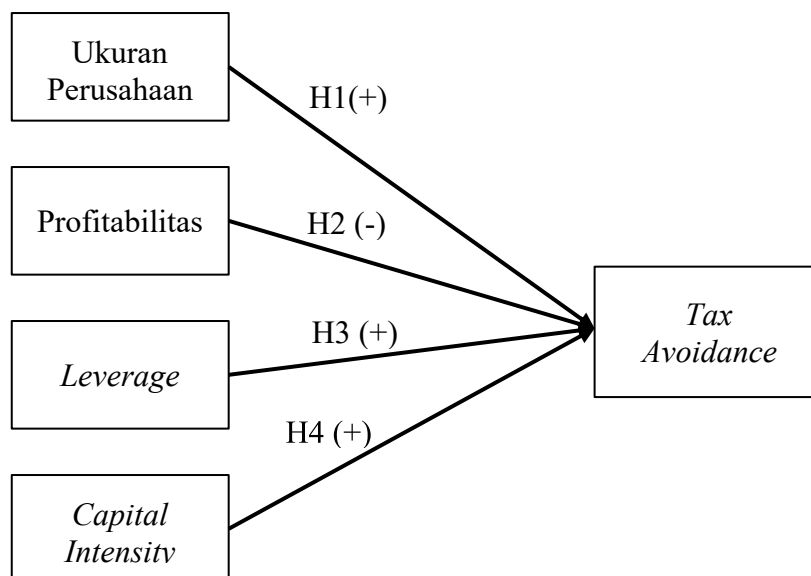 Ukuran
Perusahaan
H1(+)
Profitabilitas
H2 (-)
Tax
Avoidance
H3 (+)
Leverage
H4 (+)
Capital
Intensity